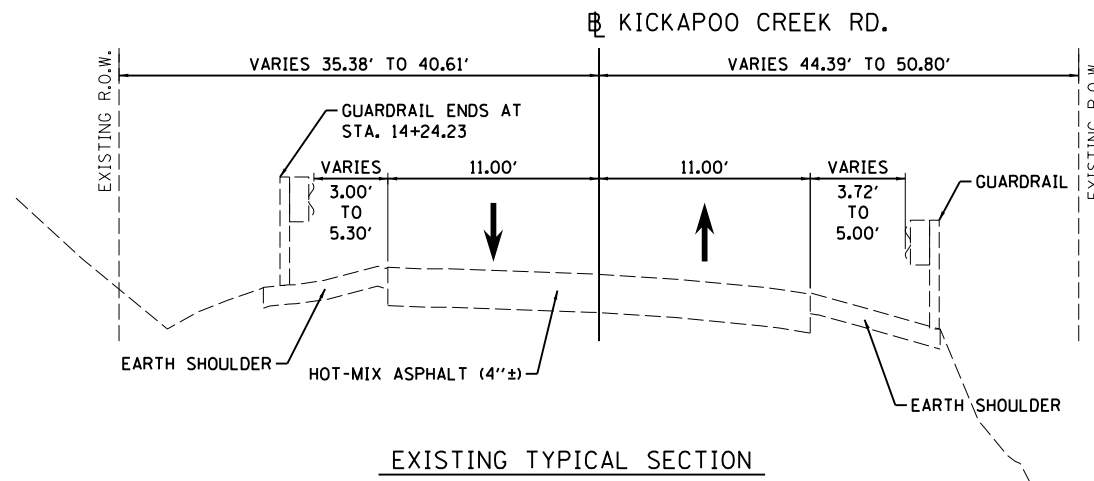 ℄ KICKAPOO CREEK RD.
EXISTING R.O.W.
VARIES 35.38' TO 40.61'
VARIES 44.39' TO 50.80'
EXISTING R.O.W.
GUARDRAIL ENDS AT
STA. 14+24.23
VARIES
3.00'
TO
5.30'
11.00'
11.00'
VARIES
3.72'
TO
5.00'
GUARDRAIL
EARTH SHOULDER
HOT-MIX ASPHALT (4"±)
EARTH SHOULDER
EXISTING TYPICAL SECTION